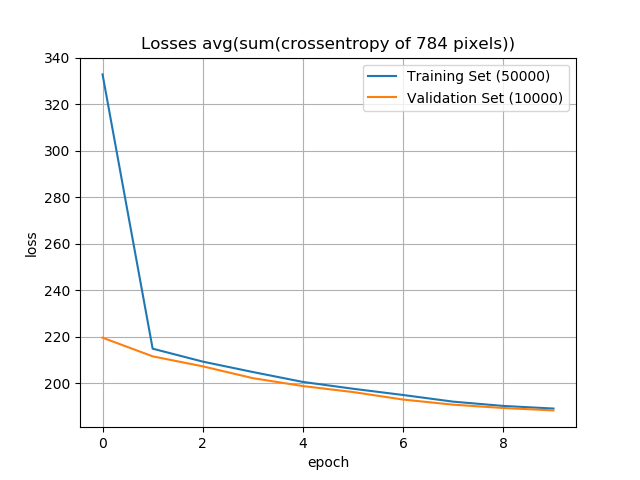 Losses avg(sum(crossentropy of 784 pixels))
Training Set (50000)
Validation Set (10000)
340
320
300
280
260
240
220
200
loss
0 2 4 6 8
epoch